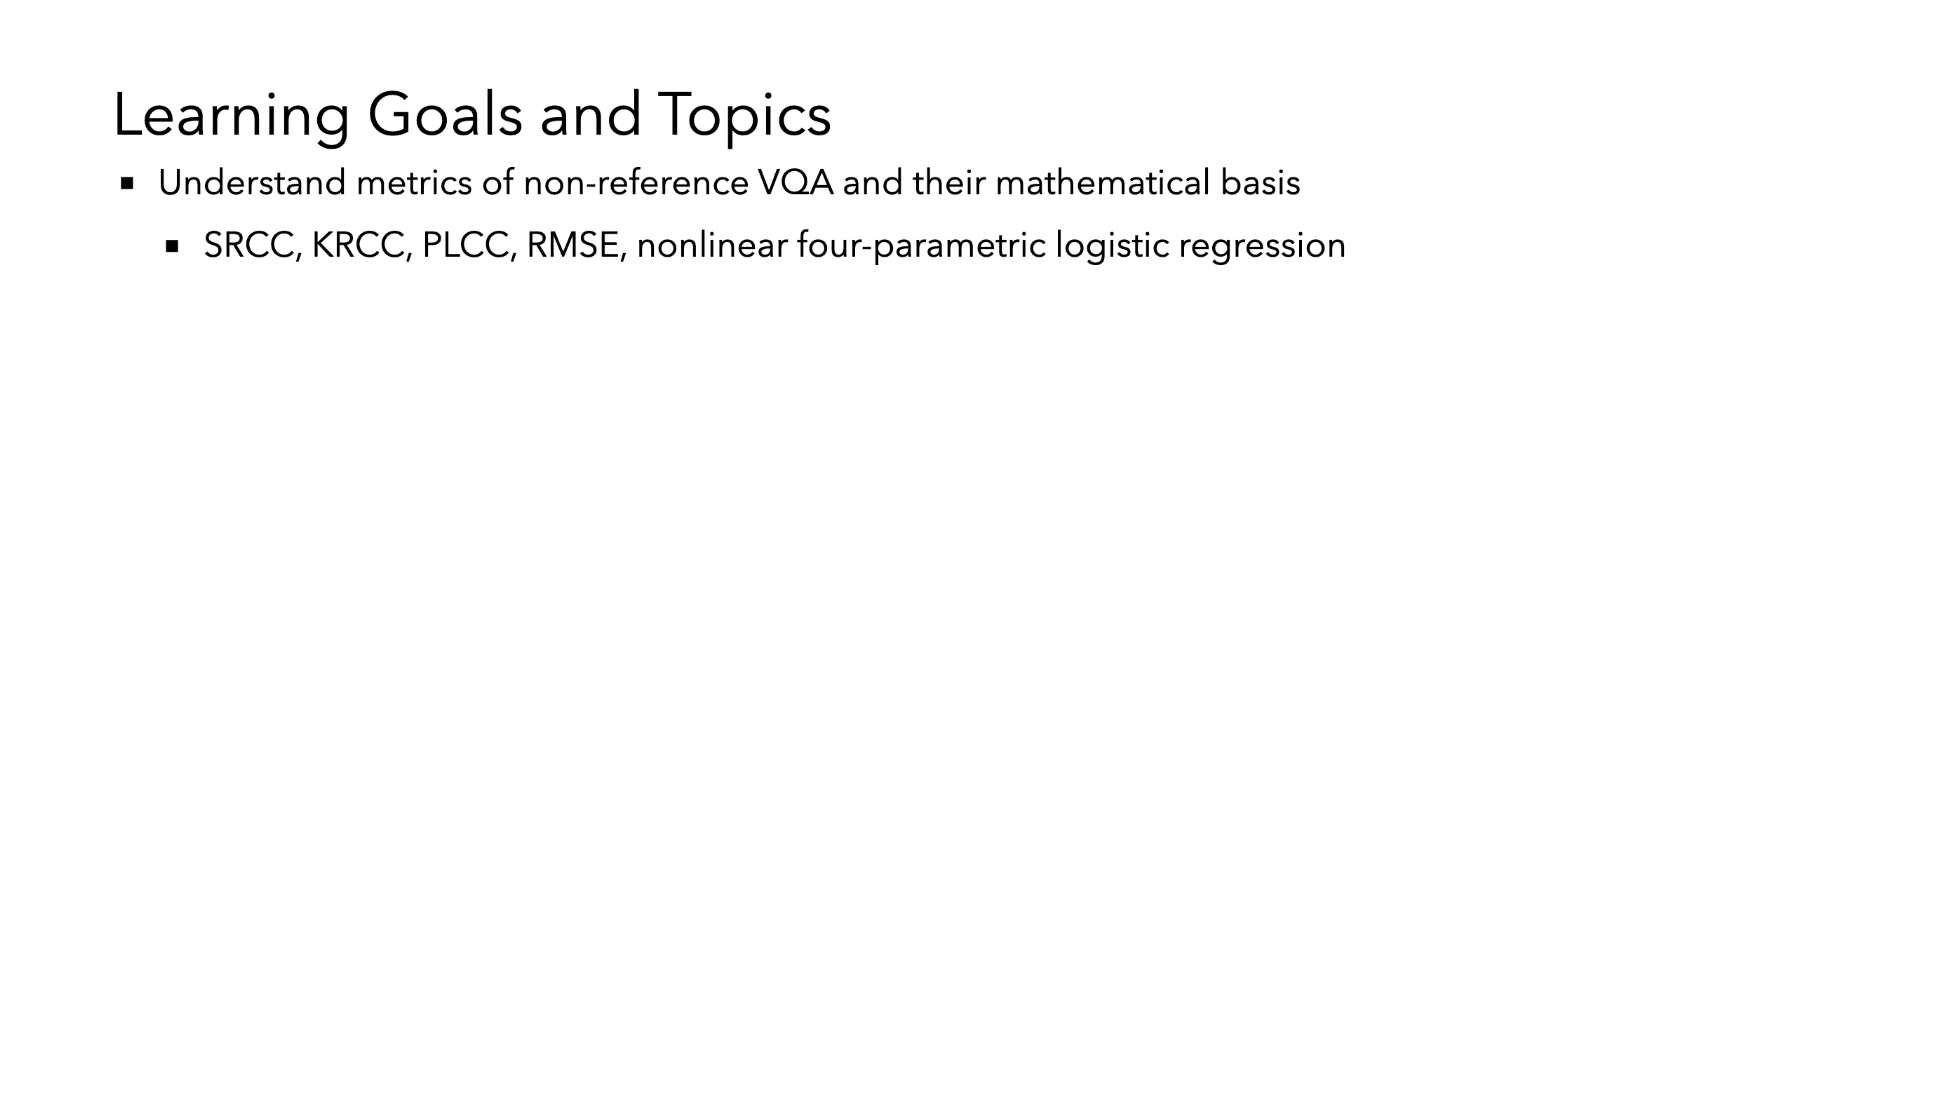 Learning Goals and Topics
▪ Understand metrics of non-reference VQA and their mathematical basis
▪ SRCC, KRCC, PLCC, RMSE, nonlinear four-parametric logistic regression